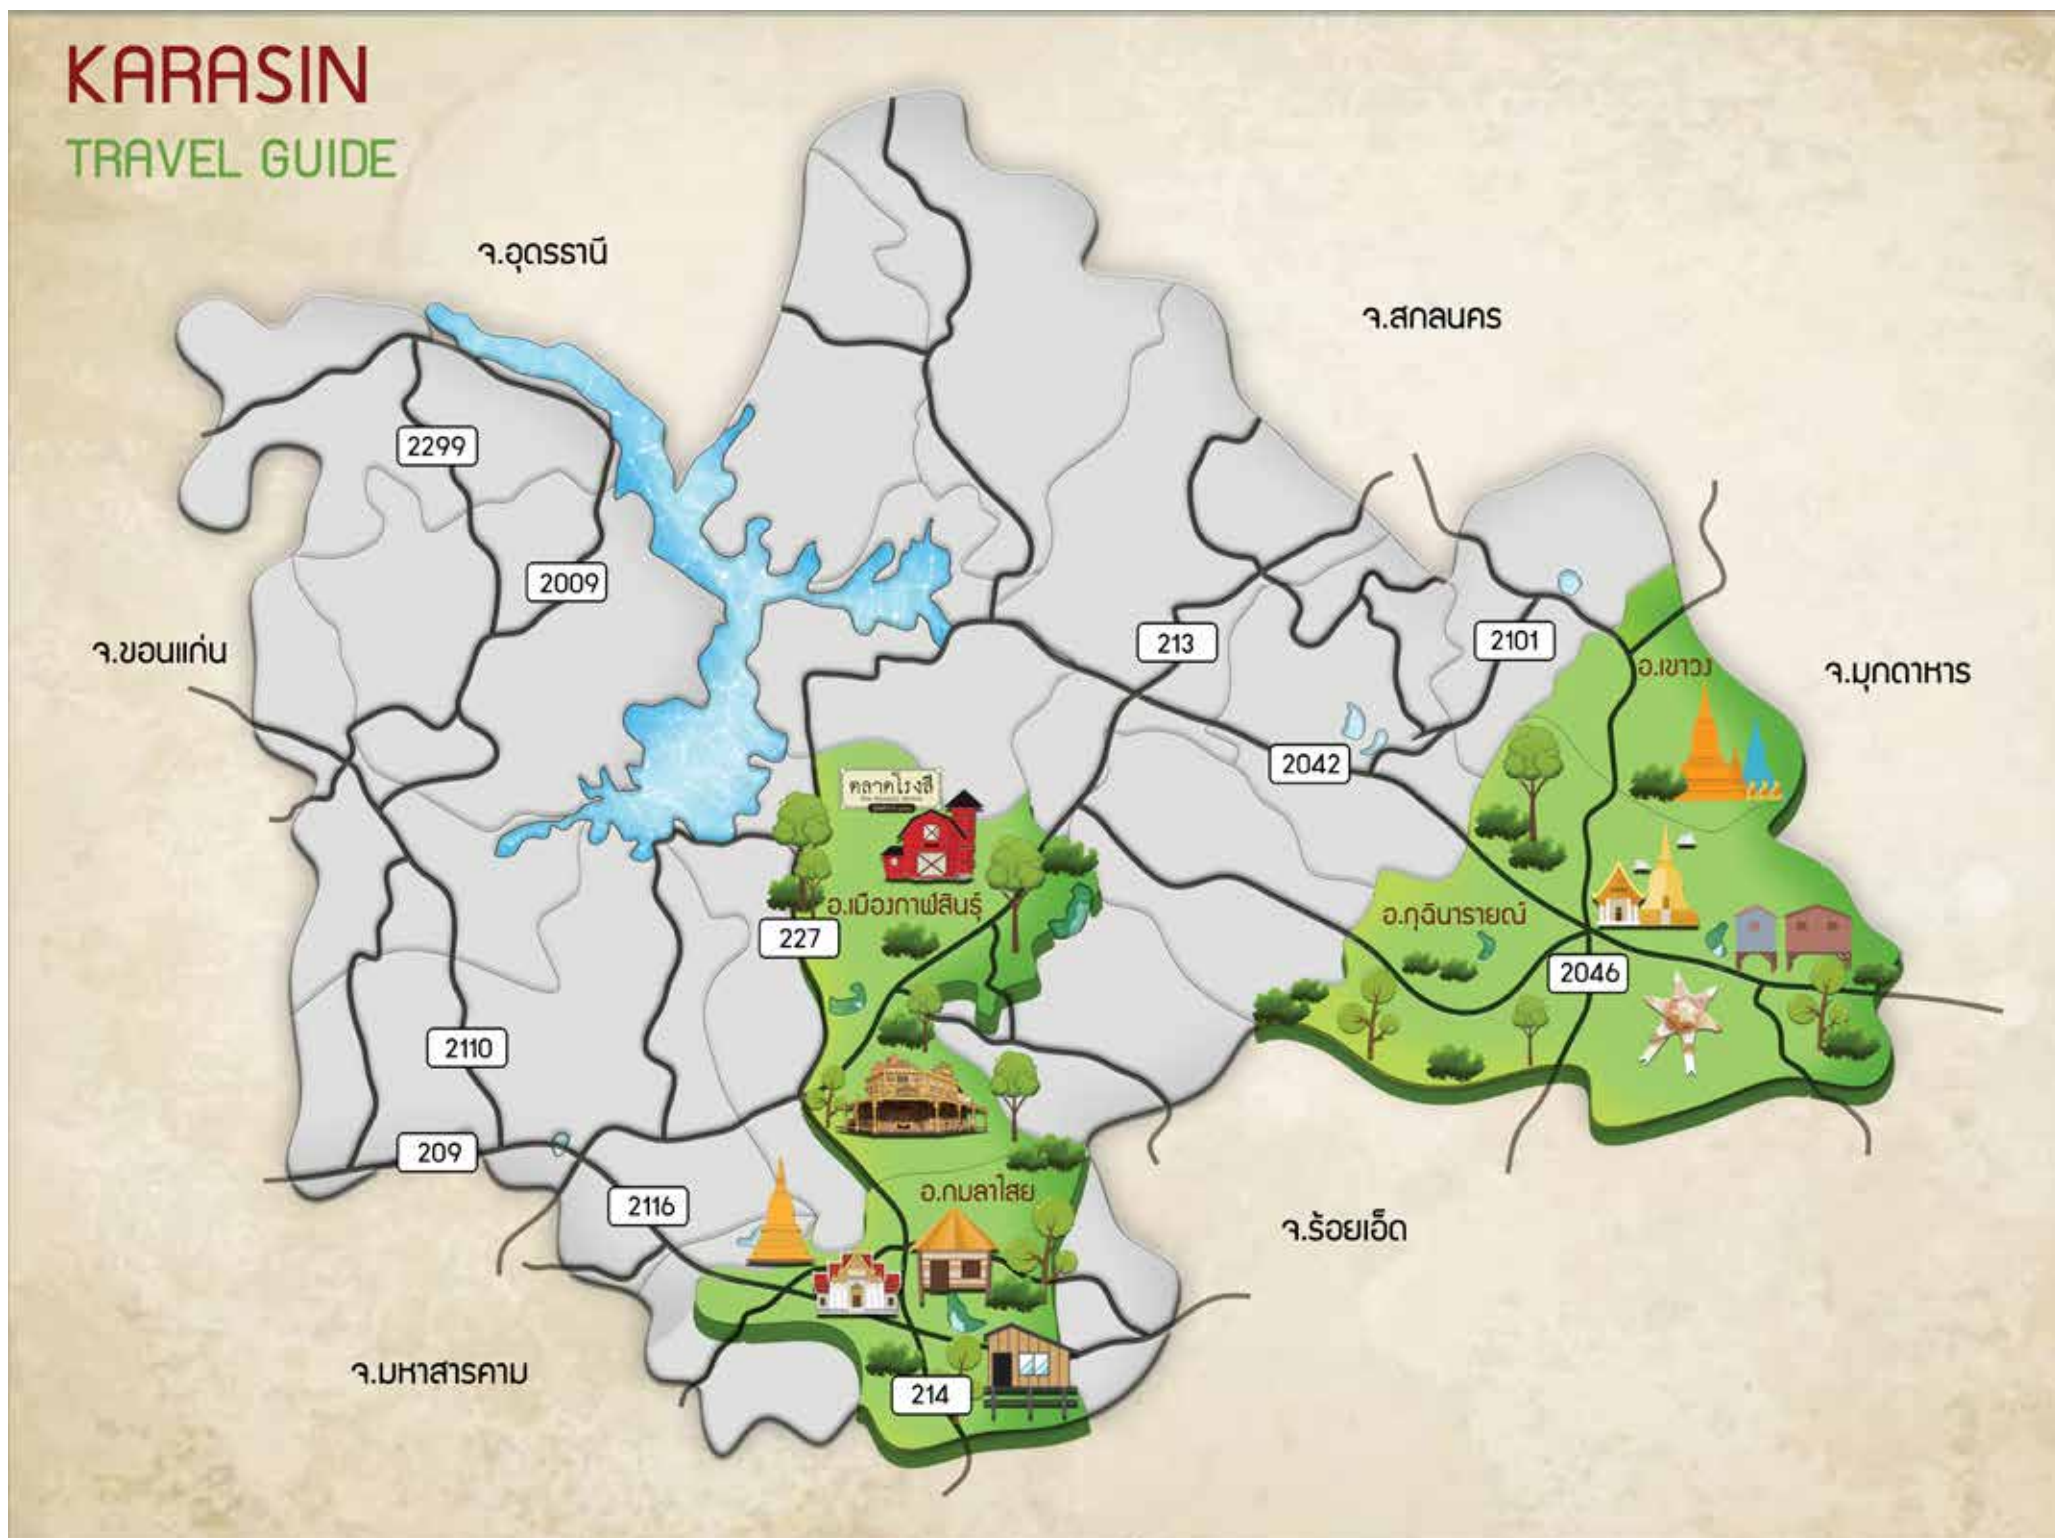 KARASIN
TRAVEL GUIDE
จ.อุดรธานี
จ.สกลนคร
2299
2009
213
2101
จ.ขอนแก่น
อ.เขาวง
จ.มุกดาหาร
2042
ตลาดโรงสี
อ.เมืองกาฬสินธุ์
อ.กุฉินารายณ์
227
2046
2110
209
2116
อ.กมลาไสย
จ.ร้อยเอ็ด
จ.มหาสารคาม
214